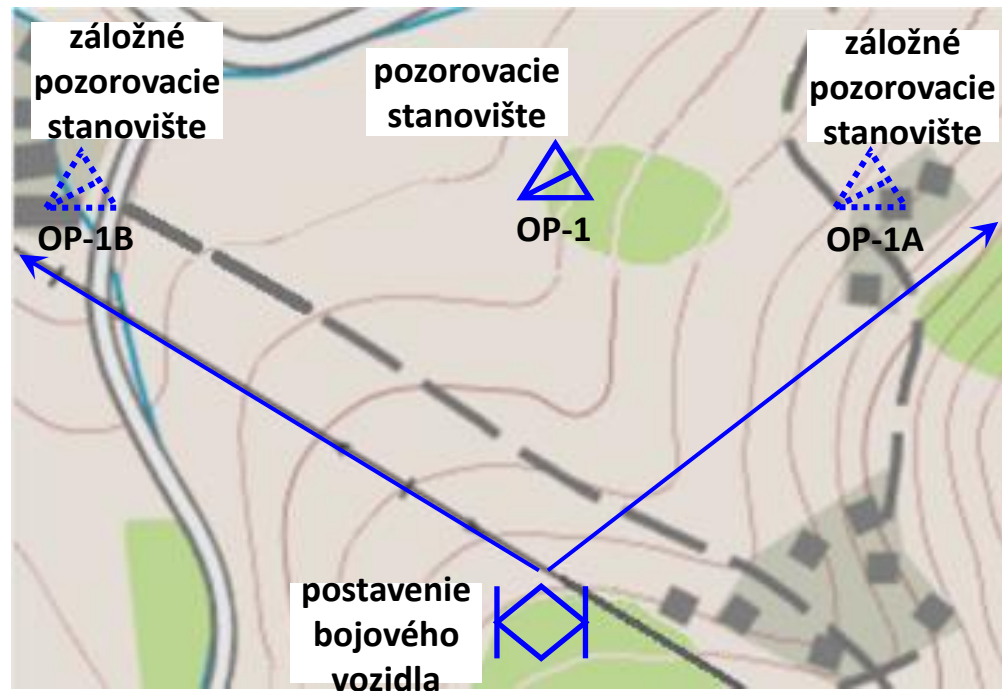 záložné
pozorovacie
stanovište
OP-1B
pozorovacie
stanovište
OP-1
záložné
pozorovacie
stanovište
OP-1A
postavenie
bojového
vozidla